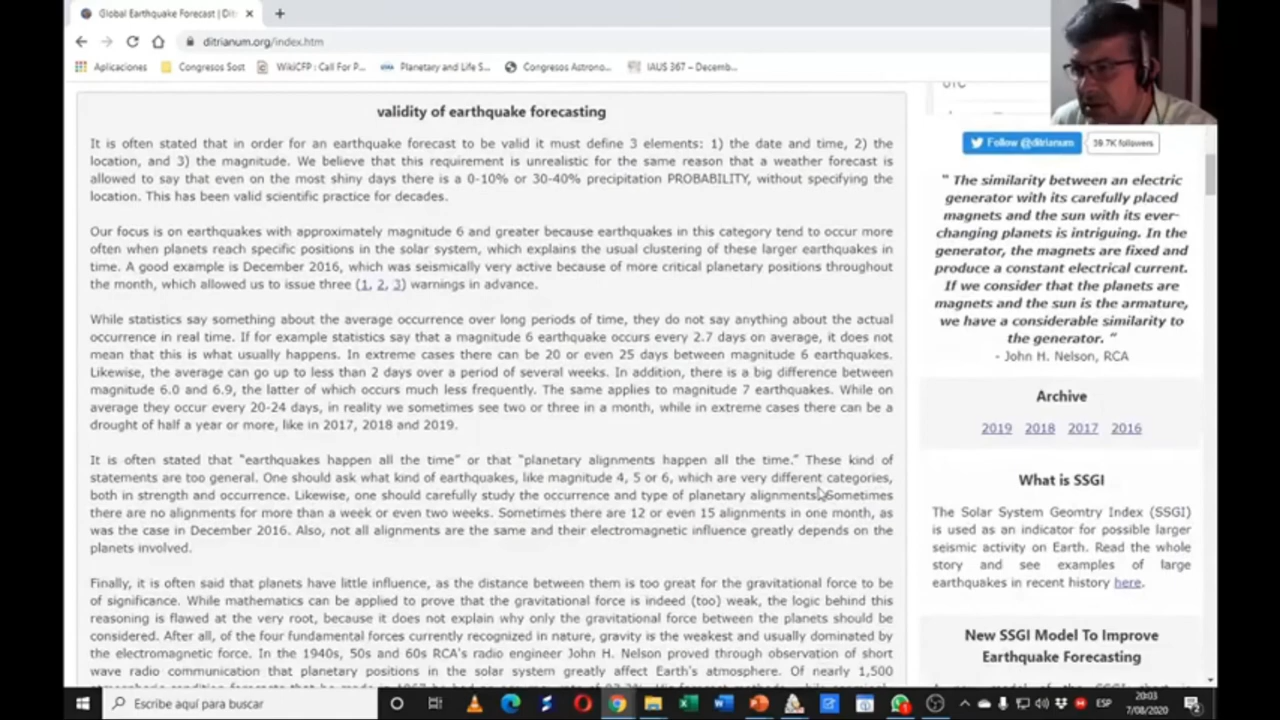 Global Earthquake Forecast | Dit
ditrianum.org/index.htm
Aplicaciones
Congresos Sost
WikiCFP : Call For P...
Planetary and Life S...
Congresos Astrono...
IAUS 367 – Decemb...
validity of earthquake forecasting
It is often stated that in order for an earthquake forecast to be valid it must define 3 elements: 1) the date and time, 2) the
location, and 3) the magnitude. We believe that this requirement is unrealistic for the same reason that a weather forecast is
allowed to say that even on the most shiny days there is a 0-10% or 30-40% precipitation PROBABILITY, without specifying the
location. This has been valid scientific practice for decades.
Our focus is on earthquakes with approximately magnitude 6 and greater because earthquakes in this category tend to occur more
often when planets reach specific positions in the solar system, which explains the usual clustering of these larger earthquakes in
time. A good example is December 2016, which was seismically very active because of more critical planetary positions throughout
the month, which allowed us to issue three (1, 2, 3) warnings in advance.
While statistics say something about the average occurrence over long periods of time, they do not say anything about the actual
occurrence in real time. If for example statistics say that a magnitude 6 earthquake occurs every 2.7 days on average, it does not
mean that this is what usually happens. In extreme cases there can be 20 or even 25 days between magnitude 6 earthquakes.
Likewise, the average can go up to less than 2 days over a period of several weeks. In addition, there is a big difference between
magnitude 6.0 and 6.9, the latter of which occurs much less frequently. The same applies to magnitude 7 earthquakes. While on
average they occur every 20-24 days, in reality we sometimes see two or three in a month, while in extreme cases there can be a
drought of half a year or more, like in 2017, 2018 and 2019.
It is often stated that "earthquakes happen all the time" or that "planetary alignments happen all the time." These kind of
statements are too general. One should ask what kind of earthquakes, like magnitude 4, 5 or 6, which are very different categories,
both in strength and occurrence. Likewise, one should carefully study the occurrence and type of planetary alignments. Sometimes
there are no alignments for more than a week or even two weeks. Sometimes there are 12 or even 15 alignments in one month, as
was the case in December 2016. Also, not all alignments are the same and their electromagnetic influence greatly depends on the
planets involved.
Finally, it is often said that planets have little influence, as the distance between them is too great for the gravitational force to be
of significance. While mathematics can be applied to prove that the gravitational force is indeed (too) weak, the logic behind this
reasoning is flawed at the very root, because it does not explain why only the gravitational force between the planets should be
considered. After all, of the four fundamental forces currently recognized in nature, gravity is the weakest and usually dominated by
the electromagnetic force. In the 1940s, 50s and 60s RCA's radio engineer John H. Nelson proved through observation of short
wave radio communication that planetary positions in the solar system greatly affect Earth's atmosphere. Of nearly 1,500
UTC
Follow @ditrianum
39.7K followers
" The similarity between an electric
generator with its carefully placed
magnets and the sun with its ever-
changing planets is intriguing. In the
generator, the magnets are fixed and
produce a constant electrical current.
If we consider that the planets are
magnets and the sun is the armature,
we have a considerable similarity to
the generator. "
- John H. Nelson, RCA
Archive
2019 2018 2017 2016
What is SSGI
The Solar System Geomtry Index (SSGI)
is used as an indicator for possible larger
seismic activity on Earth. Read the whole
story and see examples of large
earthquakes in recent history here.
New SSGI Model To Improve
Earthquake Forecasting
Escribe aquí para buscar
ESP
20:03
7/08/2020